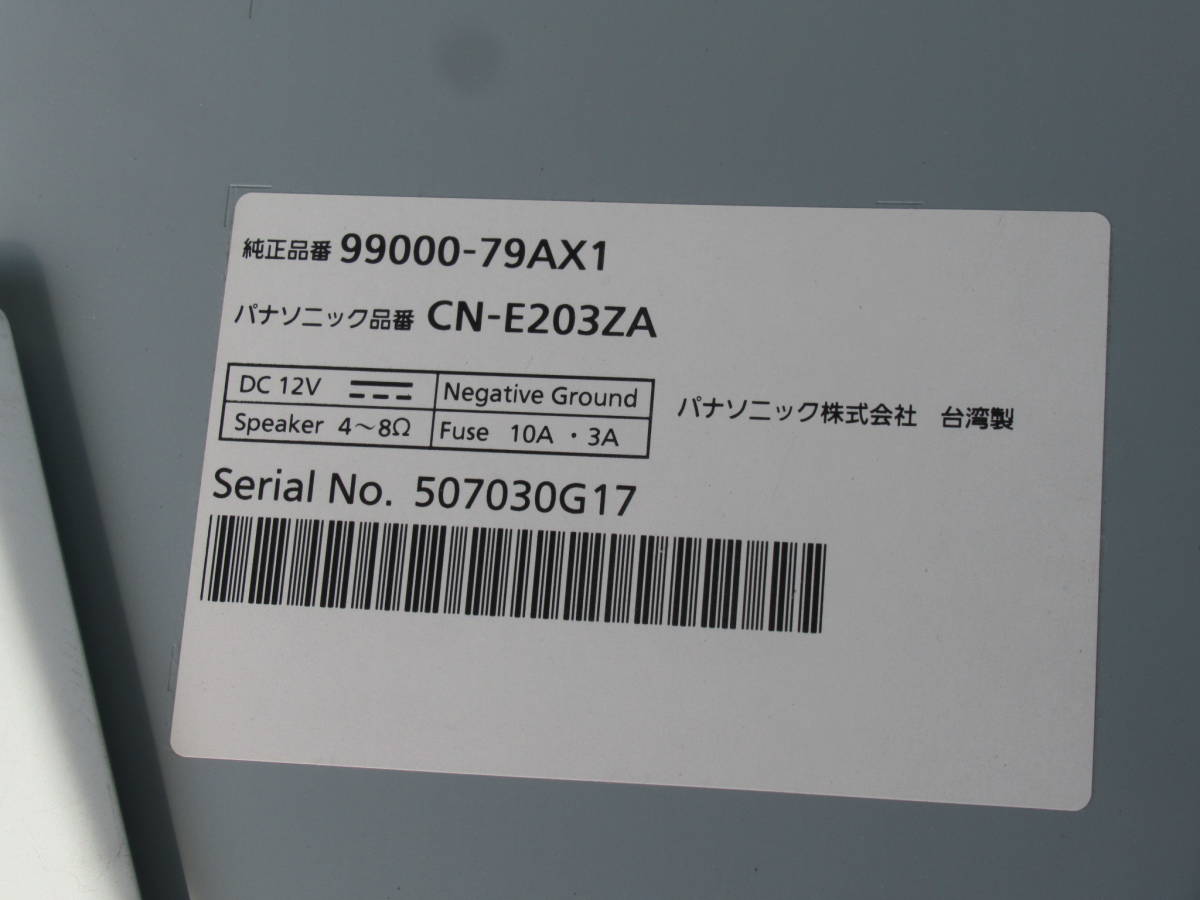 純正品番 99000-79AX1
パナソニック品番 CN-E203ZA
DC 12V Negative Ground
Speaker 4～8Ω Fuse 10A ・ 3A
パナソニック株式会社 台湾製
Serial No. 507030G17